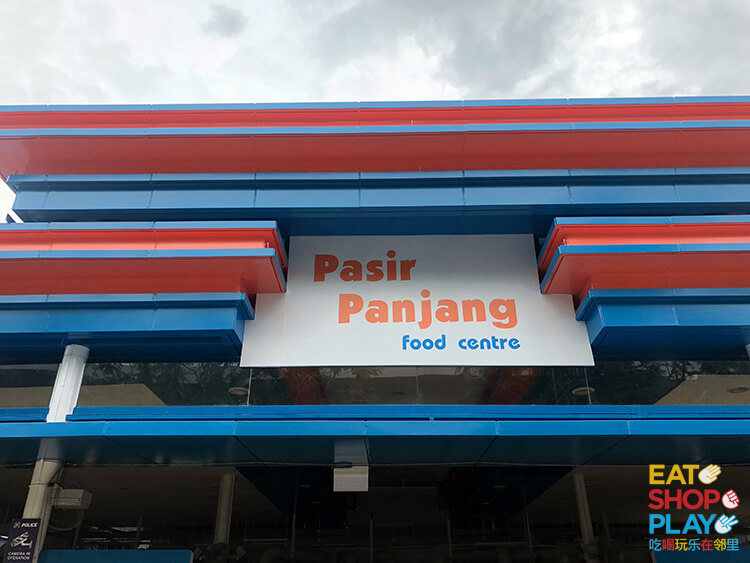 Pasir
Panjang
food centre
EAT
SHOP
PLAY
吃喝玩乐在邻里
POLICE
CAMERA IN
OPERATION